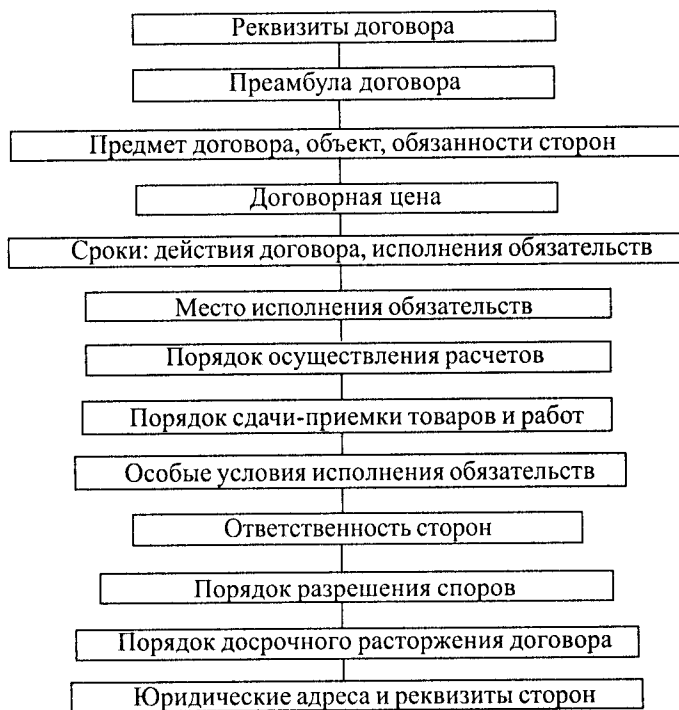 Реквизиты договора
Преамбула договора
Предмет договора, объект, обязанности сторон
Договорная цена
Сроки: действия договора, исполнения обязательств
Место исполнения обязательств
Порядок осуществления расчетов
Порядок сдачи-приемки товаров и работ
Особые условия исполнения обязательств
Ответственность сторон
Порядок разрешения споров
Порядок досрочного расторжения договора
Юридические адреса и реквизиты сторон